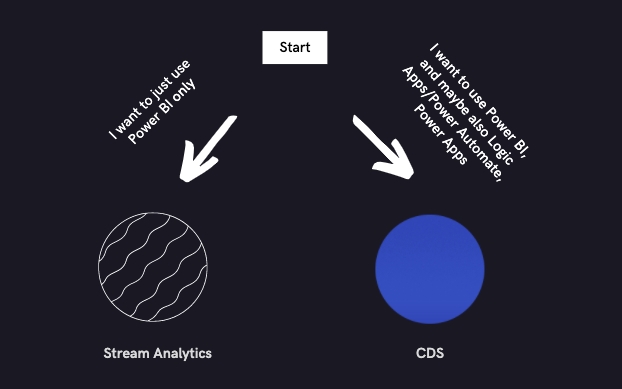 Start
I want to just use
Power BI only
I want to use Power BI,
and maybe also Logic
Apps/Power Automate,
Power Apps
Stream Analytics
CDS